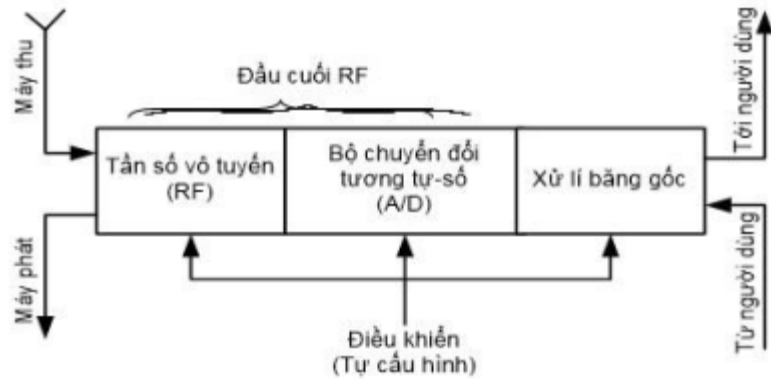 Đầu cuối RF
Máy thu
Tần số vô tuyến
(RF)
Bộ chuyển đổi
tương tự-số
(A/D)
Xử lí băng gốc
Tới người dùng
Máy phát
Từ người dùng
Điều khiển
(Tự cấu hình)